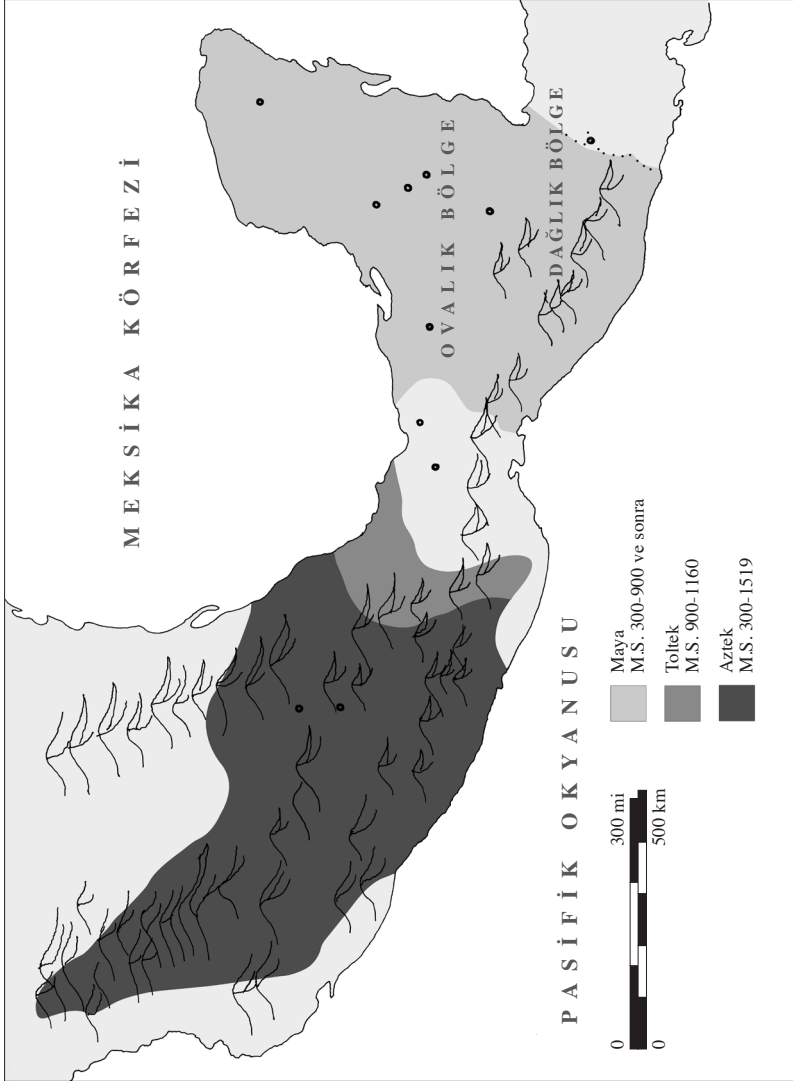 MEKSİKA KÖRFEZİ
OVALIK BÖLGE
DAĞLIK BÖLGE
PASİFİK OKYANUSU
0 300 mi
0 500 km
Maya
M.S. 300-900 ve sonra
Toltek
M.S. 900-1160
Aztek
M.S. 300-1519